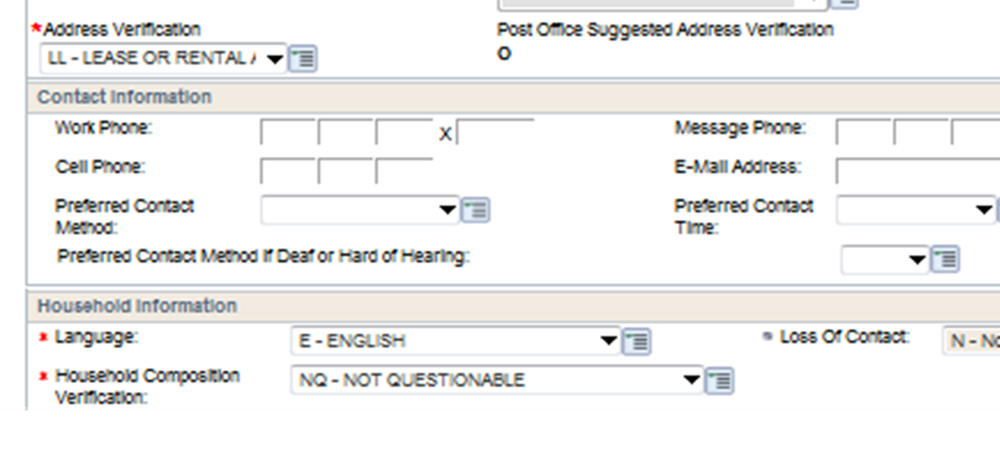 *Address Verification Post Office Suggested Address Verification
LL - LEASE OR RENTAL O
Contact Information
Work Phone: X Message Phone:
Cell Phone: E-Mail Address:
Preferred Contact Preferred Contact
Method: Time:
Preferred Contact Method If Deaf or Hard of Hearing:
Household Information
* Language: E - ENGLISH Loss Of Contact: N - No
* Household Composition NQ - NOT QUESTIONABLE
Verification: